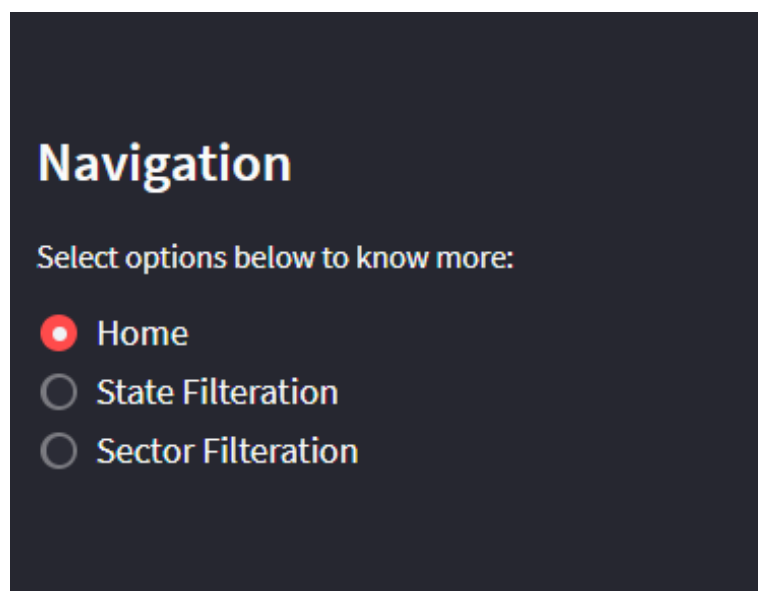 Navigation
Select options below to know more:
Home
State Filteration
Sector Filteration